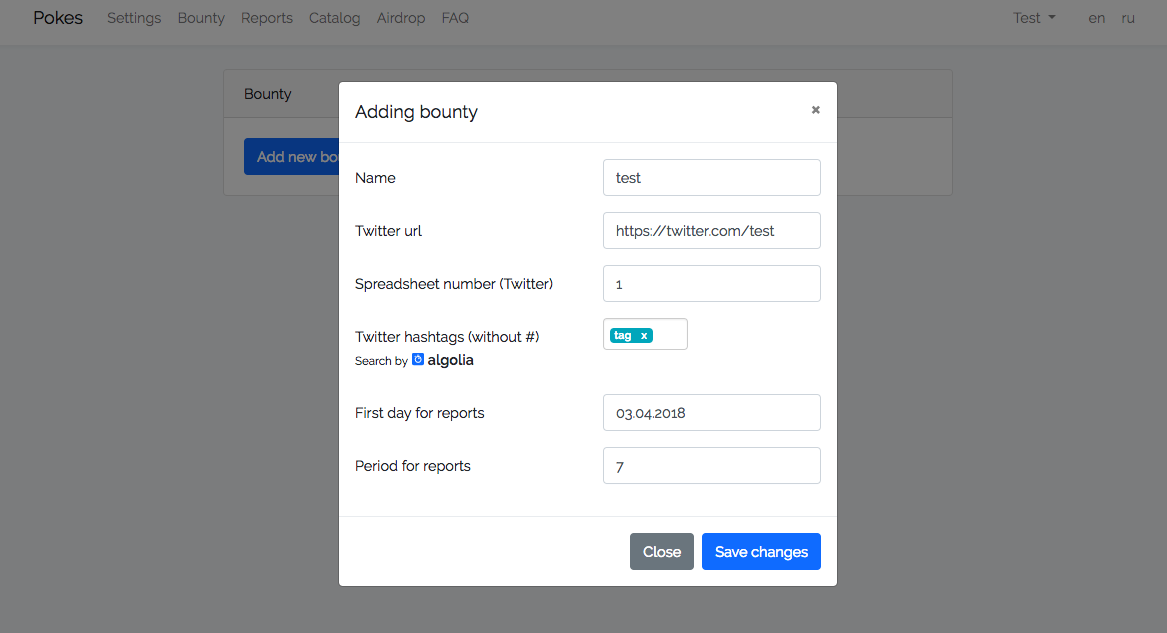 Pokes Settings Bounty Reports Catalog Airdrop FAQ Test en ru
Bounty
Add new bo
Adding bounty ×
Name test
Twitter url https://twitter.com/test
Spreadsheet number (Twitter) 1
Twitter hashtags (without #) tag x
Search by algolia
First day for reports 03.04.2018
Period for reports 7
Close Save changes